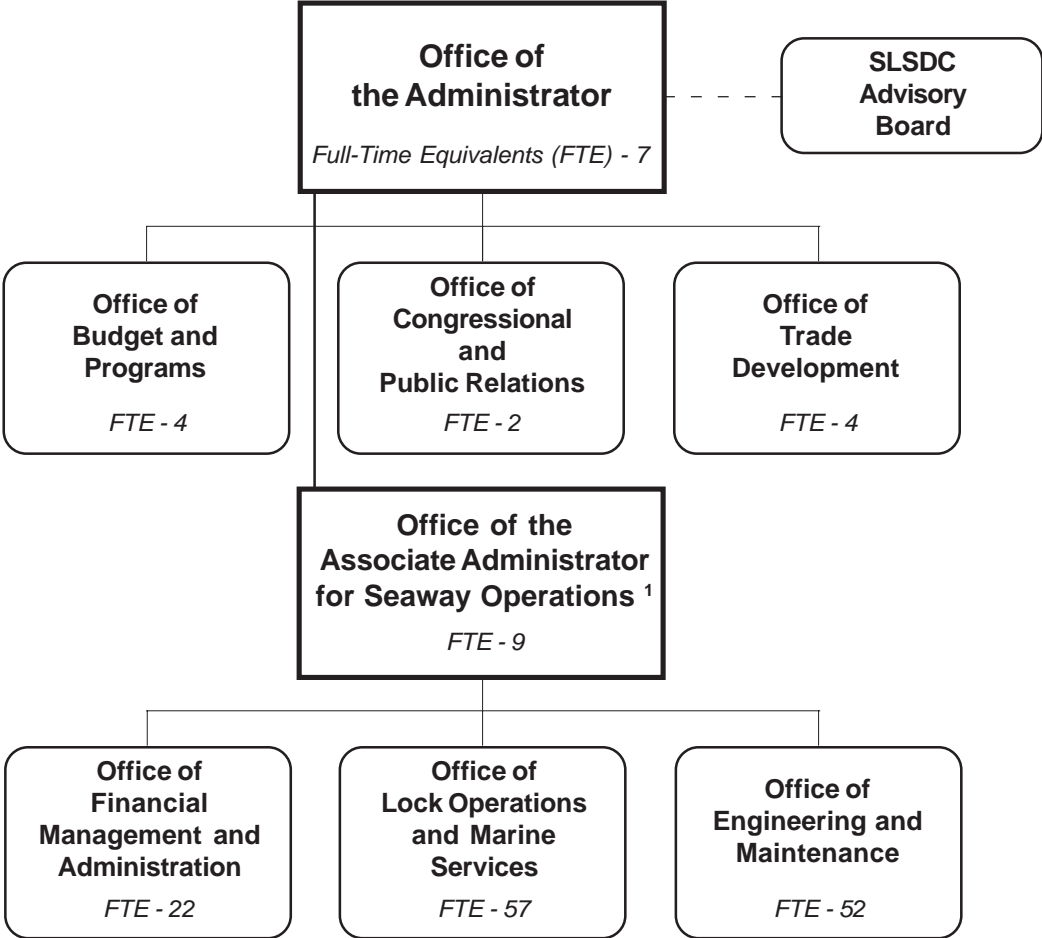 Office of
the Administrator
Full-Time Equivalents (FTE) - 7
SLSDC
Advisory
Board
Office of
Budget and
Programs
FTE - 4
Office of
Congressional
and
Public Relations
FTE - 2
Office of
Trade
Development
FTE - 4
Office of the
Associate Administrator
for Seaway Operations ¹
FTE - 9
Office of
Financial
Management and
Administration
FTE - 22
Office of
Lock Operations
and Marine
Services
FTE - 57
Office of
Engineering and
Maintenance
FTE - 52